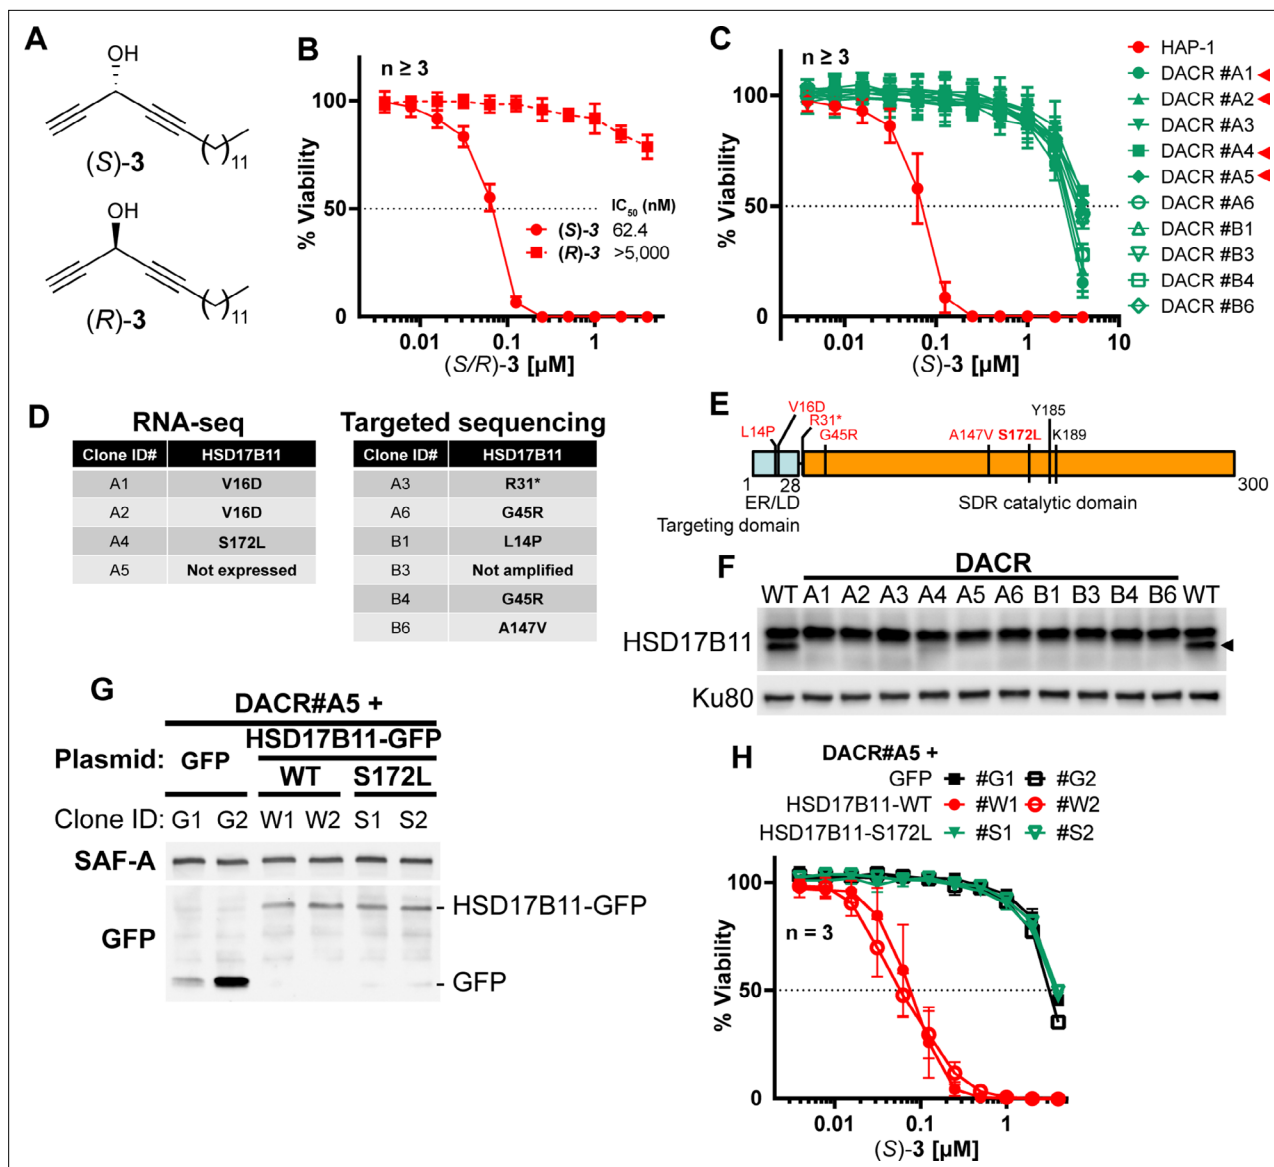 A
OH
(S)-3
11
OH
(R)-3
11
B
n ≥ 3
% Viability
100
50
0
IC50 (nM)
(S)-3 62.4
(R)-3 >5,000
0.01 0.1 1
(S/R)-3 [µM]
C
n ≥ 3
% Viability
100
50
0
0.01 0.1 1 10
(S)-3 [µM]
HAP-1
DACR #A1
DACR #A2
DACR #A3
DACR #A4
DACR #A5
DACR #A6
DACR #B1
DACR #B3
DACR #B4
DACR #B6
D
RNA-seq
Clone ID# HSD17B11
A1 V16D
A2 V16D
A4 S172L
A5 Not expressed
Targeted sequencing
Clone ID# HSD17B11
A3 R31*
A6 G45R
B1 L14P
B3 Not amplified
B4 G45R
B6 A147V
E
V16D
L14P R31*
G45R
A147V S172L
Y185
K189
1 28 300
ER/LD
Targeting domain
SDR catalytic domain
F
DACR
WT A1 A2 A3 A4 A5 A6 B1 B3 B4 B6 WT
HSD17B11
Ku80
G
DACR#A5 +
HSD17B11-GFP
Plasmid: GFP WT S172L
Clone ID: G1 G2 W1 W2 S1 S2
SAF-A
GFP
HSD17B11-GFP
GFP
H
DACR#A5 +
GFP #G1 #G2
HSD17B11-WT #W1 #W2
HSD17B11-S172L #S1 #S2
n = 3
% Viability
100
50
0
0.01 0.1 1
(S)-3 [µM]